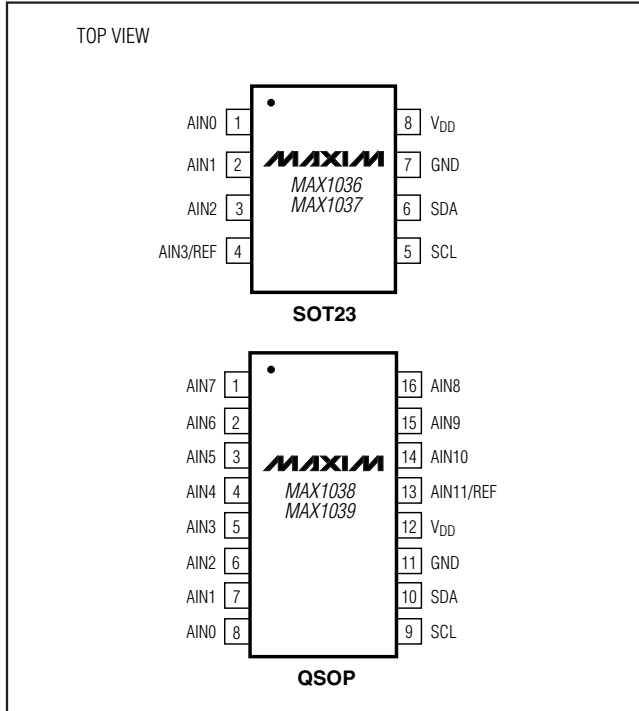 TOP VIEW
AIN0 1 8 VDD
AIN1 2 MAXIM 7 GND
MAX1036
MAX1037
AIN2 3 6 SDA
AIN3/REF 4 5 SCL
SOT23
AIN7 1 16 AIN8
AIN6 2 15 AIN9
AIN5 3 14 AIN10
MAXIM
AIN4 4 MAX1038 13 AIN11/REF
MAX1039
AIN3 5 12 VDD
AIN2 6 11 GND
AIN1 7 10 SDA
AIN0 8 9 SCL
QSOP